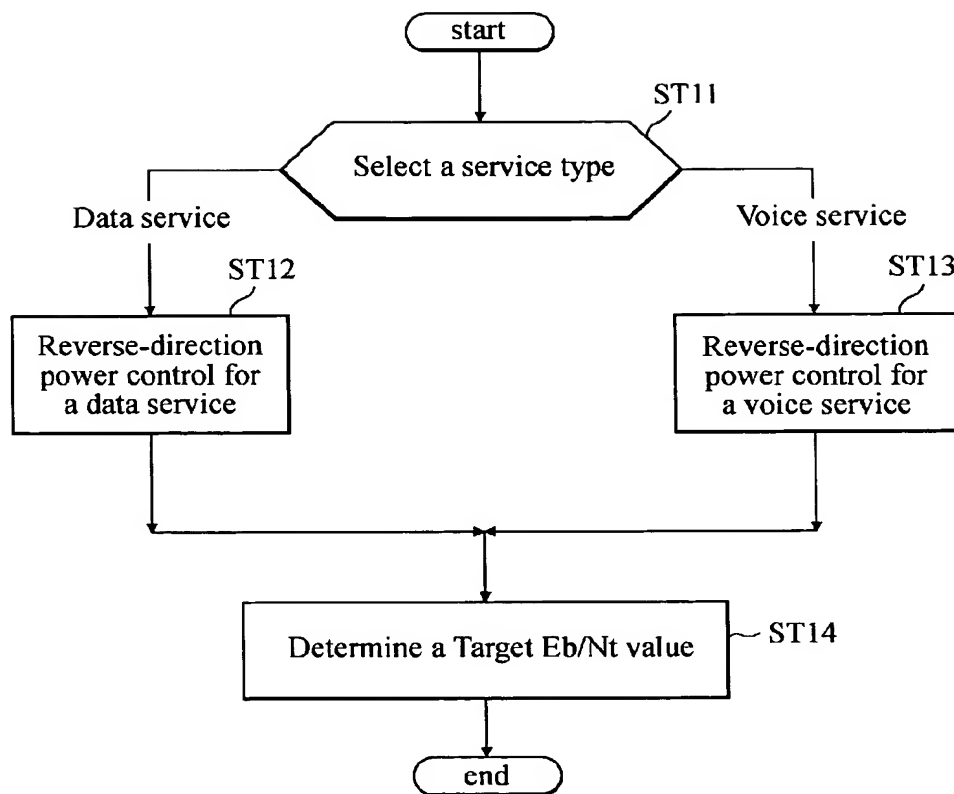 start
ST11
Select a service type
Data service
Voice service
ST12
ST13
Reverse-direction
power control for
a data service
Reverse-direction
power control for
a voice service
Determine a Target Eb/Nt value
ST14
end